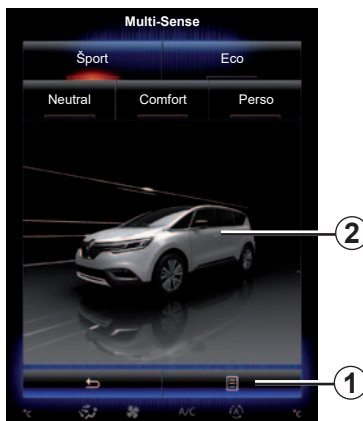 Multi-Sense
Šport Eco
Neutral Comfort Perso
2
1
°c A/C A °c